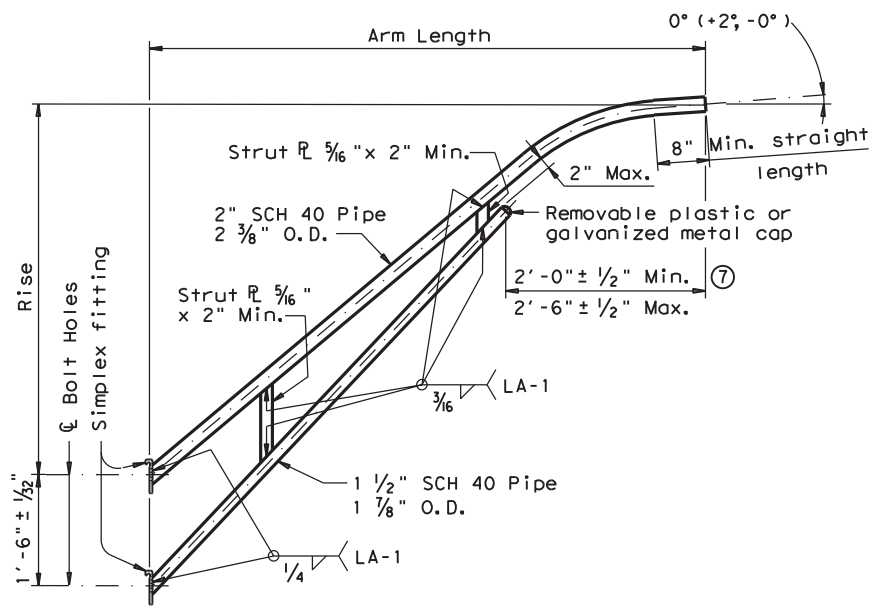 0° (+2°, -0°)
Arm Length
Strut ⅊ 5/16" x 2" Min.
8" Min. straight
length
2" Max.
2" SCH 40 Pipe
2 3/8" O.D.
Removable plastic or
galvanized metal cap
Rise
℄ Bolt Holes
Simplex fitting
Strut ⅊ 5/16"
x 2" Min.
2'-0" ± 1/2" Min. ⑦
2'-6" ± 1/2" Max.
3/16
LA-1
1'-6" ± 1/32"
1 1/2" SCH 40 Pipe
1 7/8" O.D.
1/4
LA-1